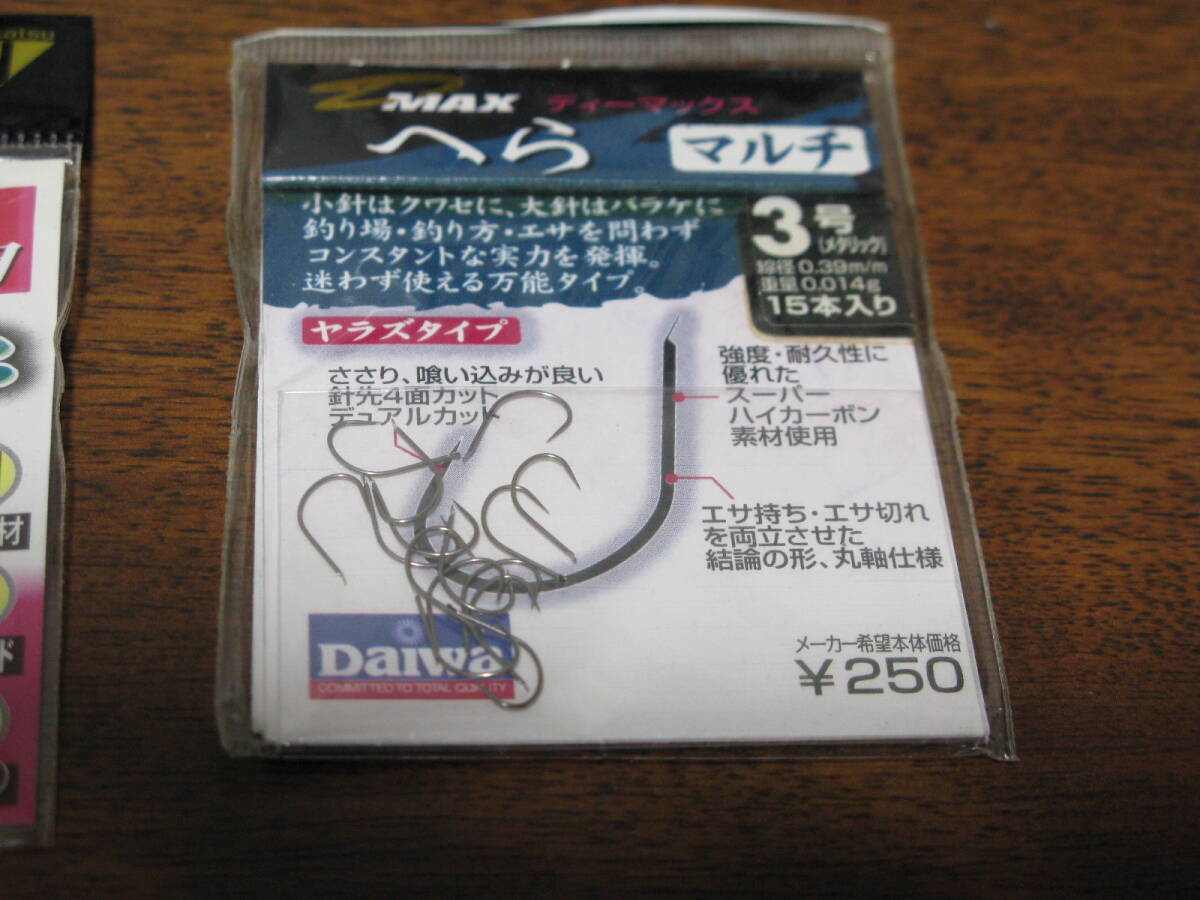 D MAX ディーマックス
へら マルチ
小針はクワセに、大針はバラケに
釣り場・釣り方・エサを問わず
コンスタントな実力を発揮。
迷わず使える万能タイプ。
3号
(メタリック)
線径0.39m/m
重量0.014g
15本入り
ヤラズタイプ
ささり、喰い込みが良い
針先4面カット
デュアルカット
強度・耐久性に
優れた
スーパー
ハイカーボン
素材使用
エサ持ち・エサ切れ
を両立させた
結論の形、丸軸仕様
Daiwa
COMMITTED TO TOTAL QUALITY
メーカー希望本体価格
¥250
材
ド